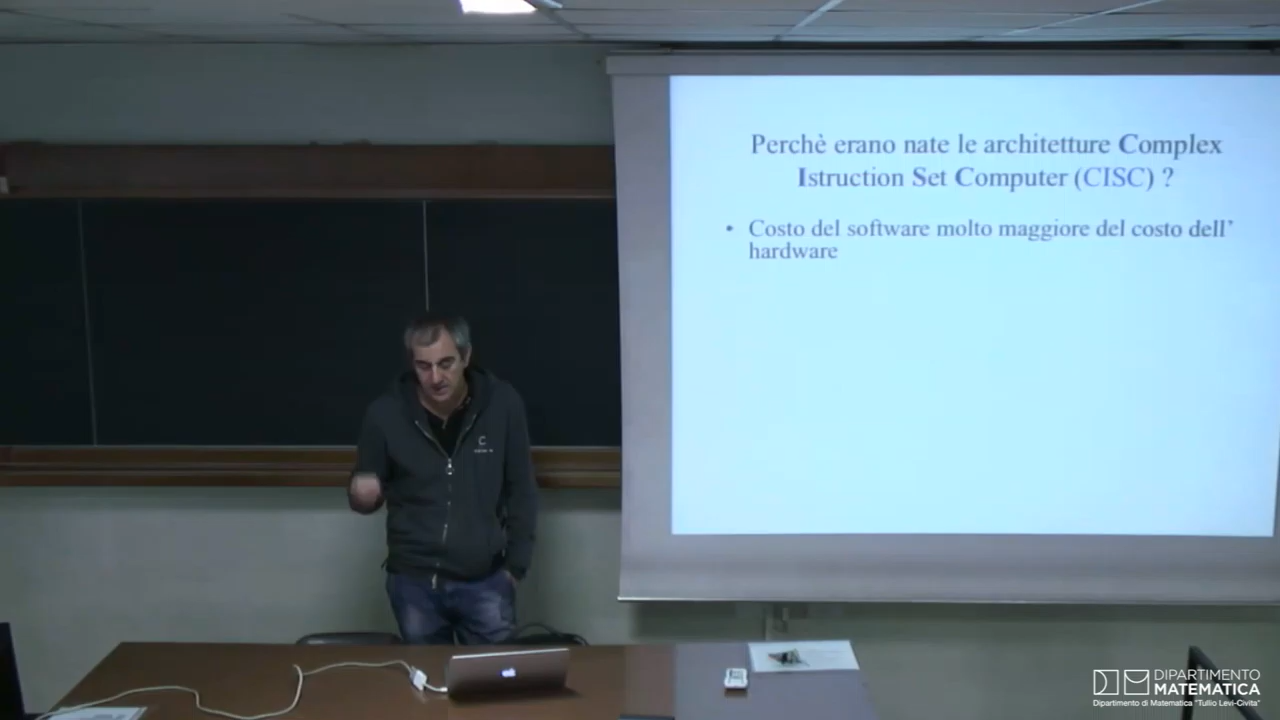 Perchè erano nate le architetture Complex
Istruction Set Computer (CISC) ?
• Costo del software molto maggiore del costo dell'
hardware
C
DIPARTIMENTO
MATEMATICA
Dipartimento di Matematica "Tullio Levi-Civita"